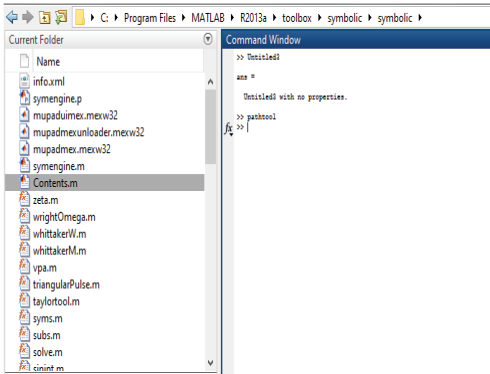 C: ▸ Program Files ▸ MATLAB ▸ R2013a ▸ toolbox ▸ symbolic ▸ symbolic ▸
Current Folder
Name
info.xml
symengine.p
mupaduimex.mexw32
mupadmexunloader.mexw32
mupadmex.mexw32
symengine.m
Contents.m
zeta.m
wrightOmega.m
whittakerW.m
whittakerM.m
vpa.m
triangularPulse.m
taylortool.m
syms.m
subs.m
solve.m
sinint.m
Command Window
>> Untitled3
ans =
Untitled3 with no properties.
>> pathtool
fx >>